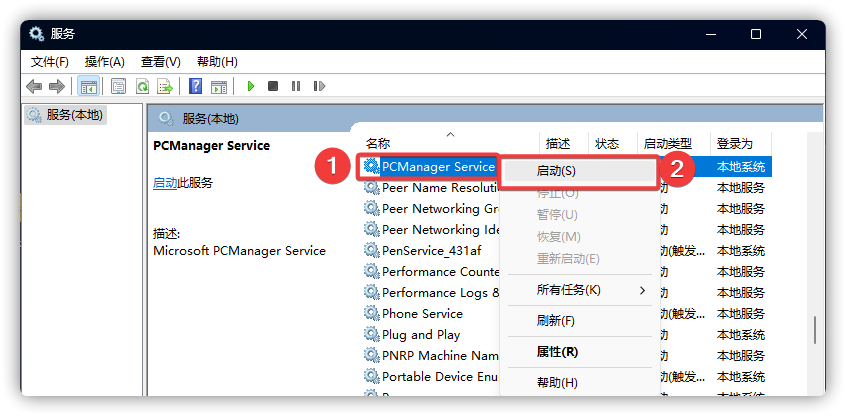 服务
文件(F) 操作(A) 查看(V) 帮助(H)
服务(本地)
服务(本地)
PCManager Service
启动此服务
描述:
Microsoft PCManager Service
名称 描述 状态 启动类型 登录为
1 PCManager Service 本地系统
Peer Name Resoluti 动 本地服务
Peer Networking Gr 动 本地服务
Peer Networking Ide 动 本地服务
PenService_431af 动(触发... 本地系统
Performance Counte 动 本地服务
Performance Logs & 动 本地服务
Phone Service 动(触发... 本地服务
Plug and Play 动 本地系统
PNRP Machine Nam 动 本地服务
Portable Device Enu 动(触发... 本地系统
启动(S) 2
停止(O)
暂停(U)
恢复(M)
重新启动(E)
所有任务(K)
刷新(F)
属性(R)
帮助(H)